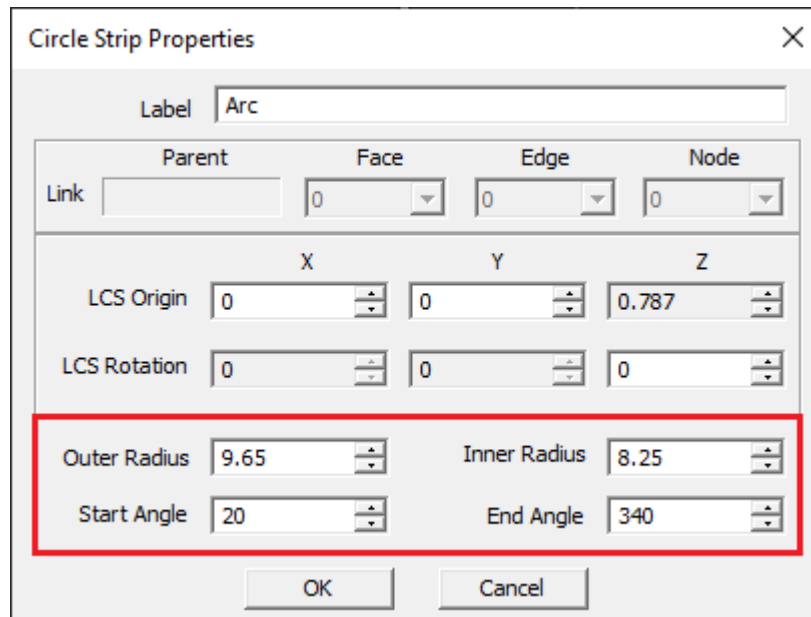 Circle Strip Properties
Label Arc
Parent Face Edge Node
Link 0 0 0
X Y Z
LCS Origin 0 0 0.787
LCS Rotation 0 0 0
Outer Radius 9.65 Inner Radius 8.25
Start Angle 20 End Angle 340
OK Cancel